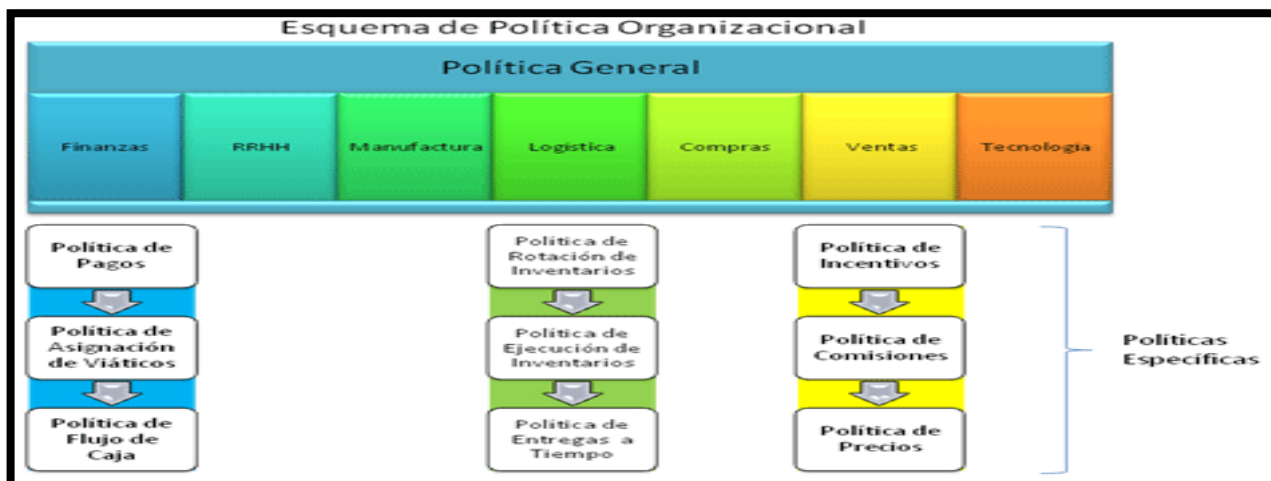 Esquema de Política Organizacional
Política General
Finanzas
RRHH
Manufactura
Logística
Compras
Ventas
Tecnología
Política de
Pagos
Política de
Asignación
de Viáticos
Política de
Flujo de
Caja
Política de
Rotación de
Inventarios
Política de
Ejecución de
Inventarios
Política de
Entregas a
Tiempo
Política de
Incentivos
Política de
Comisiones
Política de
Precios
Políticas
Específicas